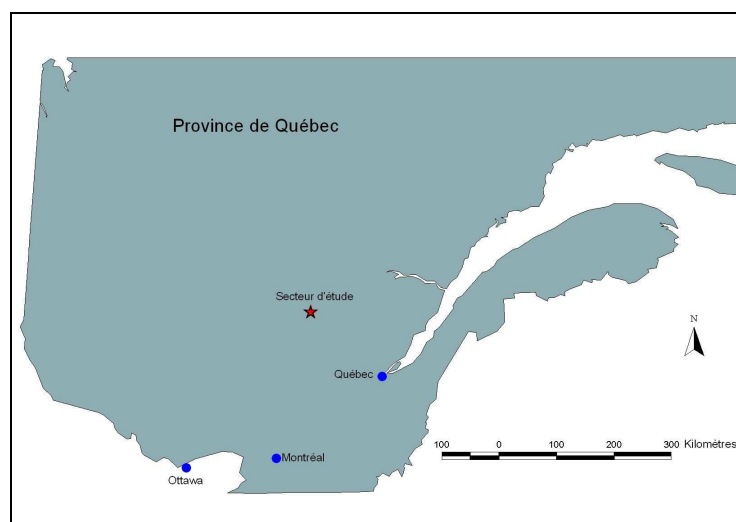 Province de Québec
Secteur d'étude
N
Québec
100 0 100 200 300 Kilomètres
Montréal
Ottawa